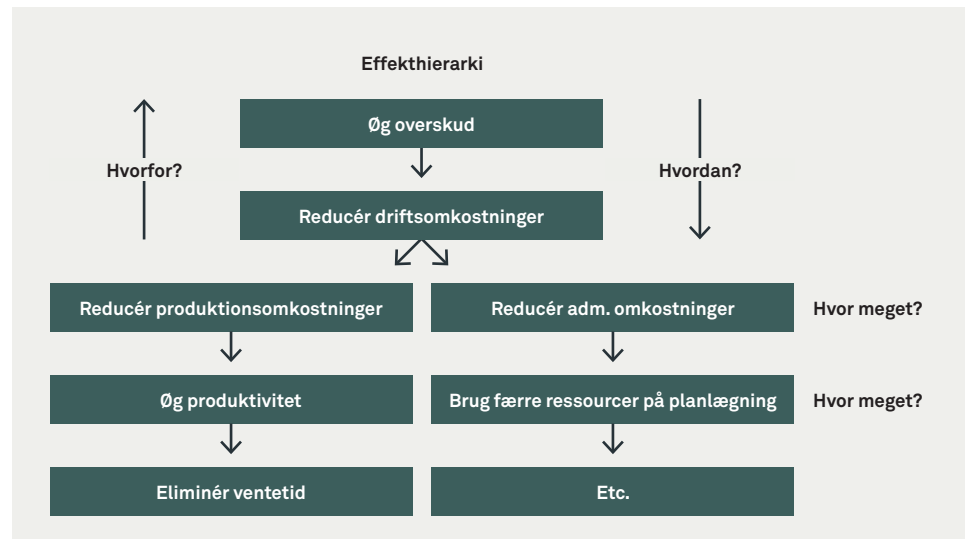 Effekthierarki
Øg overskud
Hvorfor?
Hvordan?
Reducér driftsomkostninger
Reducér produktionsomkostninger
Reducér adm. omkostninger
Hvor meget?
Øg produktivitet
Brug færre ressourcer på planlægning
Hvor meget?
Eliminér ventetid
Etc.